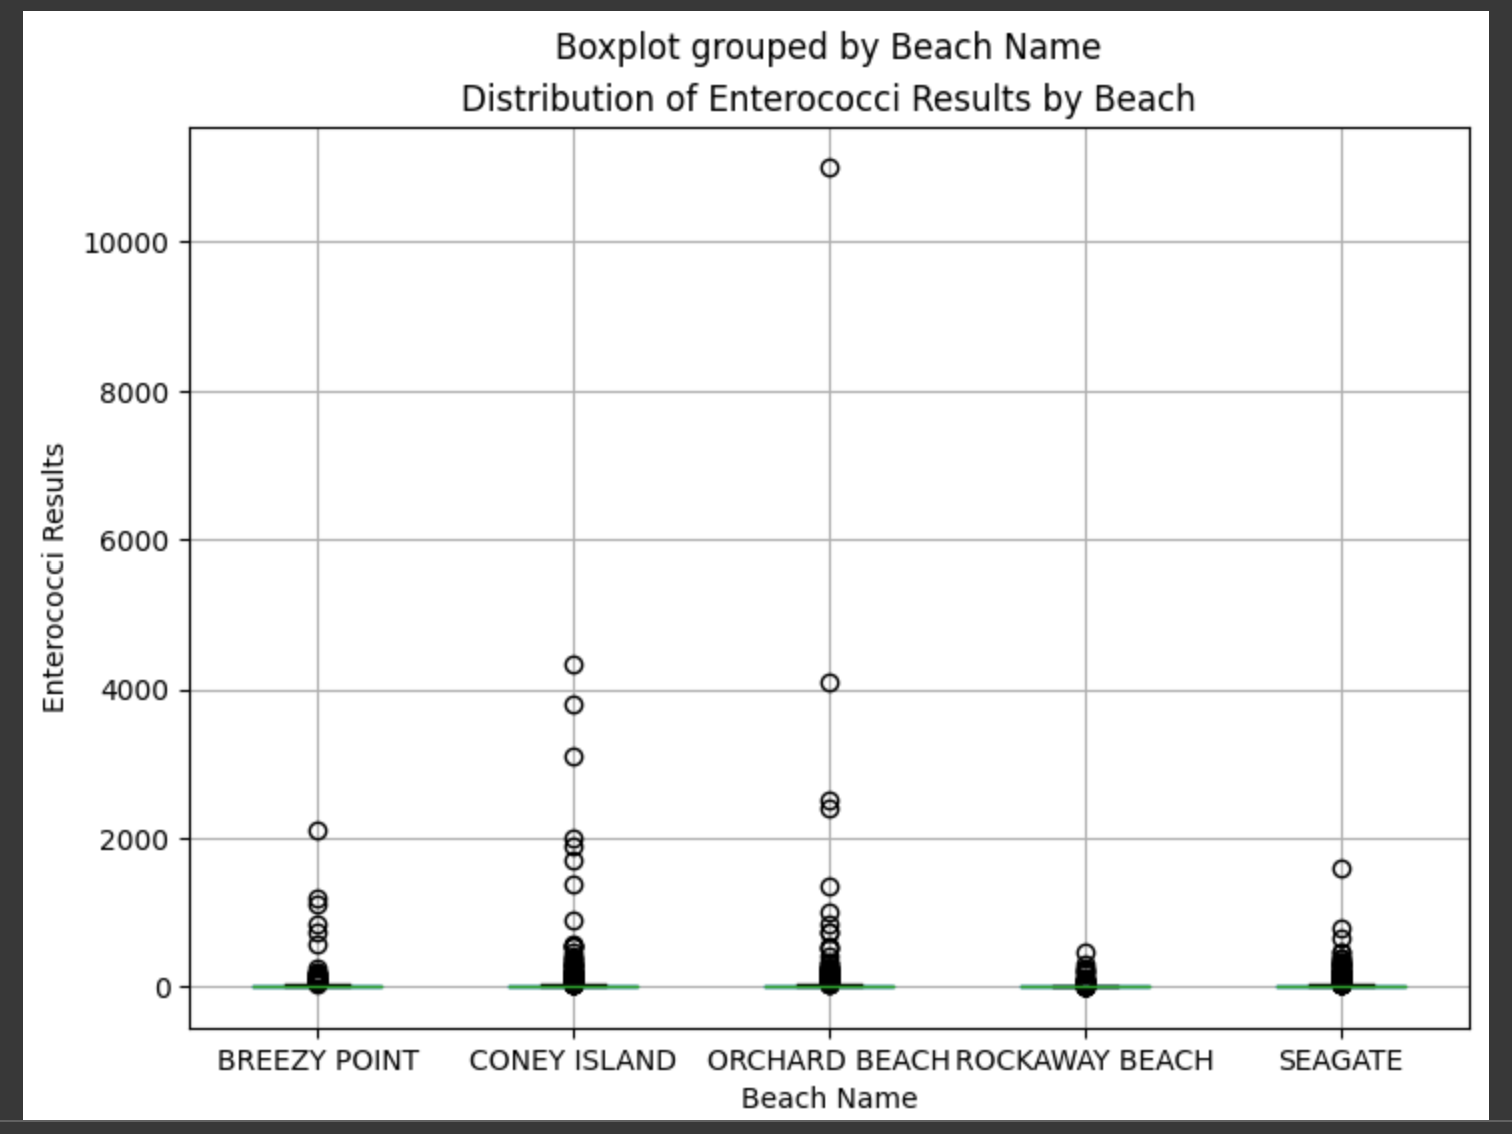 Boxplot grouped by Beach Name
Distribution of Enterococci Results by Beach
Enterococci Results
10000
8000
6000
4000
2000
0
BREEZY POINT CONEY ISLAND ORCHARD BEACH ROCKAWAY BEACH SEAGATE
Beach Name